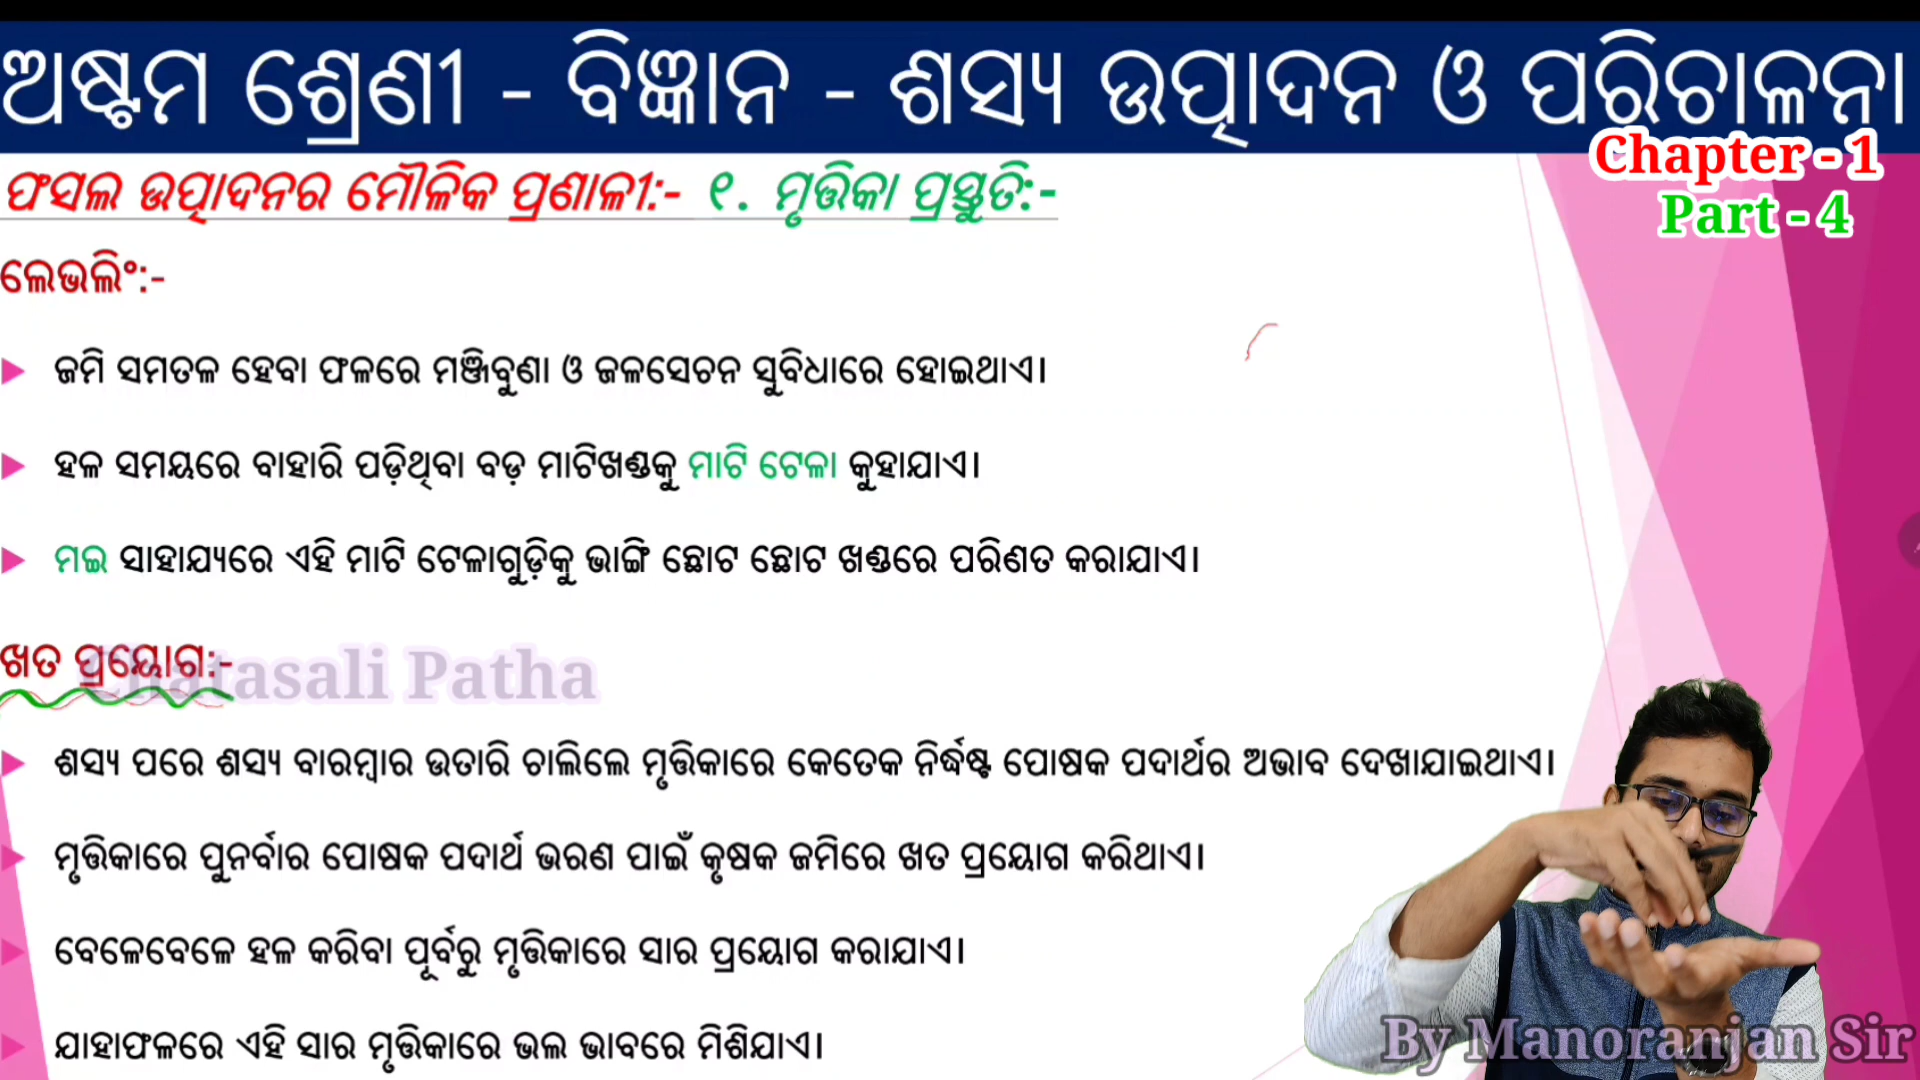 ଅଷ୍ଟମ ଶ୍ରେଣୀ - ବିଜ୍ଞାନ - ଶସ୍ୟ ଉତ୍ପାଦନ ଓ ପରିଚାଳନା
Chapter - 1
Part - 4
ଫସଲ ଉତ୍ପାଦନର ମୌଳିକ ପ୍ରଣାଳୀ:- ୧. ମୃତ୍ତିକା ପ୍ରସ୍ତୁତି:-
ଲେଭଲିଂ:-
ଜମି ସମତଳ ହେବା ଫଳରେ ମଞ୍ଜିବୁଣା ଓ ଜଳସେଚନ ସୁବିଧାରେ ହୋଇଥାଏ।
ହଳ ସମୟରେ ବାହାରି ପଡ଼ିଥିବା ବଡ଼ ମାଟିଖଣ୍ଡକୁ ମାଟି ଟେଳା କୁହାଯାଏ।
ମଇ ସାହାଯ୍ୟରେ ଏହି ମାଟି ଟେଳାଗୁଡ଼ିକୁ ଭାଙ୍ଗି ଛୋଟ ଛୋଟ ଖଣ୍ଡରେ ପରିଣତ କରାଯାଏ।
ଖତ ପ୍ରୟୋଗ:-
Chatasali Patha
ଶସ୍ୟ ପରେ ଶସ୍ୟ ବାରମ୍ବାର ଉତାରି ଚାଲିଲେ ମୃତ୍ତିକାରେ କେତେକ ନିର୍ଦ୍ଧଷ୍ଟ ପୋଷକ ପଦାର୍ଥର ଅଭାବ ଦେଖାଯାଇଥାଏ।
ମୃତ୍ତିକାରେ ପୁନର୍ବାର ପୋଷକ ପଦାର୍ଥ ଭରଣ ପାଇଁ କୃଷକ ଜମିରେ ଖତ ପ୍ରୟୋଗ କରିଥାଏ।
ବେଳେବେଳେ ହଳ କରିବା ପୂର୍ବରୁ ମୃତ୍ତିକାରେ ସାର ପ୍ରୟୋଗ କରାଯାଏ।
ଯାହାଫଳରେ ଏହି ସାର ମୃତ୍ତିକାରେ ଭଲ ଭାବରେ ମିଶିଯାଏ।
By Manoranjan Sir